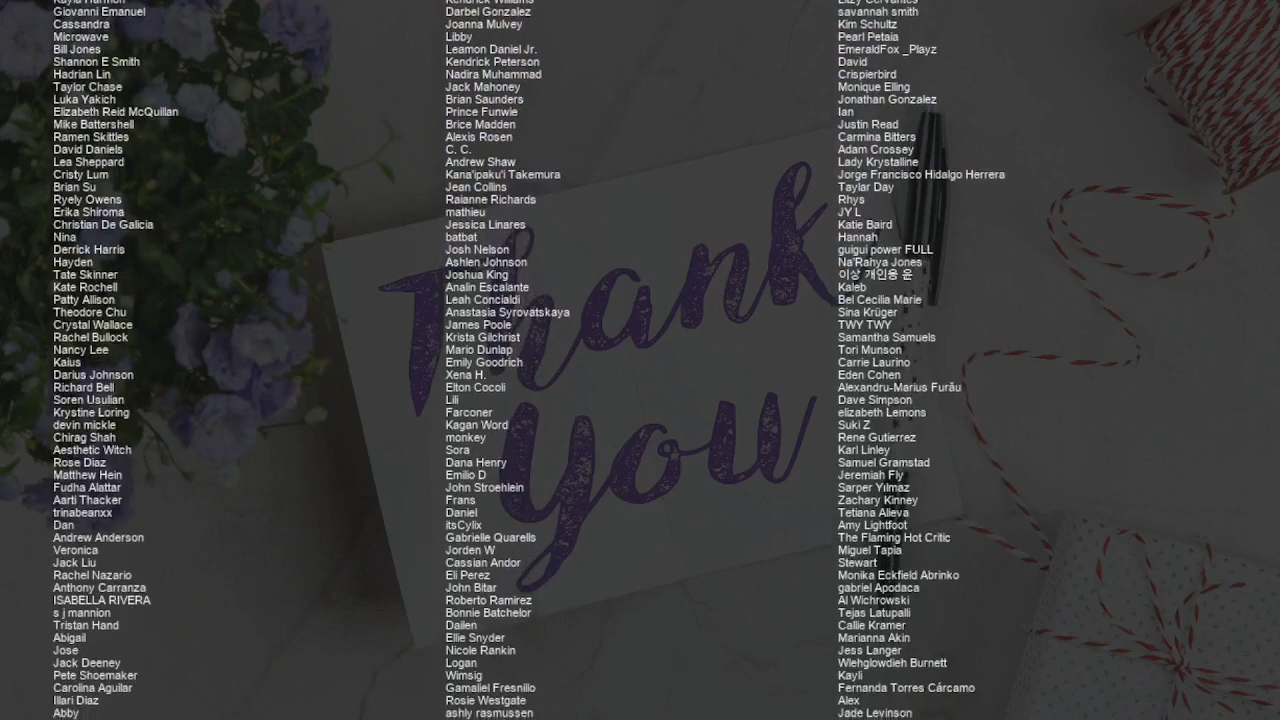 Kayla Harmon
Giovanni Emanuel
Cassandra
Microwave
Bill Jones
Shannon E Smith
Hadrian Lin
Taylor Chase
Luka Yakich
Elizabeth Reid McQuillan
Mike Battershell
Ramen Skittles
David Daniels
Lea Sheppard
Cristy Lum
Brian Su
Ryely Owens
Erika Shiroma
Christian De Galicia
Nina
Derrick Harris
Hayden
Tate Skinner
Kate Rochell
Patty Allison
Theodore Chu
Crystal Wallace
Rachel Bullock
Nancy Lee
Kaius
Darius Johnson
Richard Bell
Soren Usulian
Krystine Loring
devin mickle
Chirag Shah
Aesthetic Witch
Rose Diaz
Matthew Hein
Fudha Alattar
Aarti Thacker
trinabeanxx
Dan
Andrew Anderson
Veronica
Jack Liu
Rachel Nazario
Anthony Carranza
ISABELLA RIVERA
s j mannion
Tristan Hand
Abigail
Jose
Jack Deeney
Pete Shoemaker
Carolina Aguilar
Illari Diaz
Abby
Kendrick Williams
Darbel Gonzalez
Joanna Mulvey
Libby
Leamon Daniel Jr.
Kendrick Peterson
Nadira Muhammad
Jack Mahoney
Brian Saunders
Prince Funwie
Brice Madden
Alexis Rosen
C. C.
Andrew Shaw
Kana'ipaku'i Takemura
Jean Collins
Raianne Richards
mathieu
Jessica Linares
batbat
Josh Nelson
Ashlen Johnson
Joshua King
Analin Escalante
Leah Concialdi
Anastasia Syrovatskaya
James Poole
Krista Gilchrist
Mario Dunlap
Emily Goodrich
Xena H.
Elton Cocoli
Lili
Farconer
Kagan Word
monkey
Sora
Dana Henry
Emilio D
John Stroehlein
Frans
Daniel
itsCylix
Gabrielle Quarells
Jorden W
Cassian Andor
Eli Perez
John Bitar
Roberto Ramirez
Bonnie Batchelor
Dailen
Ellie Snyder
Nicole Rankin
Logan
Wimsig
Gamaliel Fresnillo
Rosie Westgate
ashly rasmussen
Lizzy Cervantes
savannah smith
Kim Schultz
Pearl Petaia
EmeraldFox _Playz
David
Crispierbird
Monique Elling
Jonathan Gonzalez
Ian
Justin Read
Carmina Bitters
Adam Crossey
Lady Krystalline
Jorge Francisco Hidalgo Herrera
Taylar Day
Rhys
JY L
Katie Baird
Hannah
guigui power FULL
Na'Rahya Jones
이상 개인용 윤
Kaleb
Bel Cecilia Marie
Sina Krüger
TWY TWY
Samantha Samuels
Tori Munson
Carrie Laurino
Eden Cohen
Alexandru-Marius Furău
Dave Simpson
elizabeth Lemons
Suki Z
Rene Gutierrez
Karl Linley
Samuel Gramstad
Jeremiah Fly
Sarper Yılmaz
Zachary Kinney
Tetiana Alieva
Amy Lightfoot
The Flaming Hot Critic
Miguel Tapia
Stewart
Monika Eckfield Abrinko
gabriel Apodaca
Al Wichrowski
Tejas Latupalli
Callie Kramer
Marianna Akin
Jess Langer
Wlehglowdieh Burnett
Kayli
Fernanda Torres Cárcamo
Alex
Jade Levinson
Thank
You